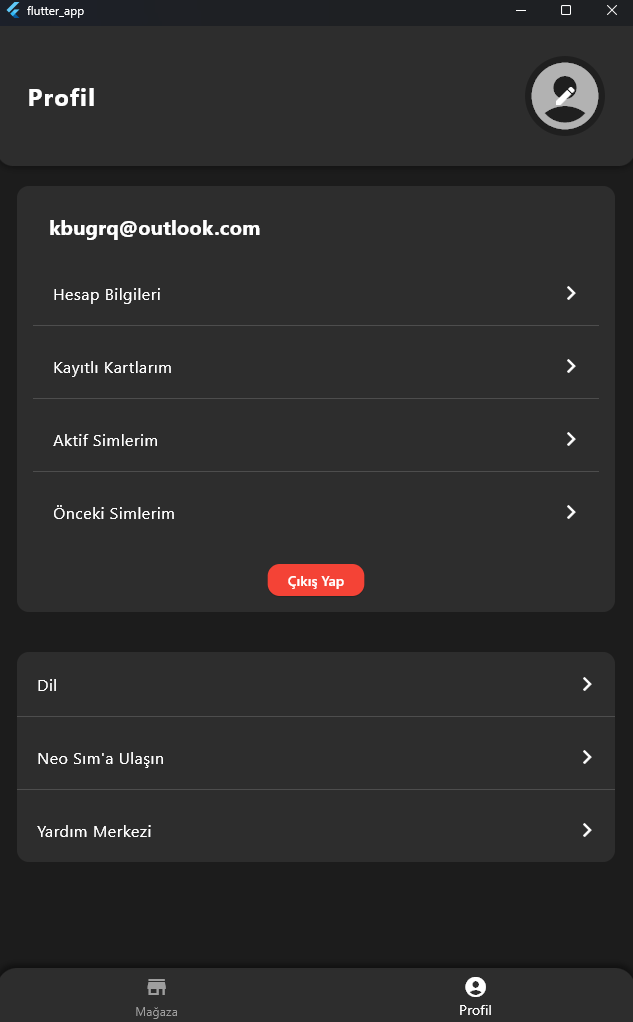 flutter_app
Profil
kbugrq@outlook.com
Hesap Bilgileri
Kayıtlı Kartlarım
Aktif Simlerim
Önceki Simlerim
Çıkış Yap
Dil
Neo Sım'a Ulaşın
Yardım Merkezi
Mağaza
Profil